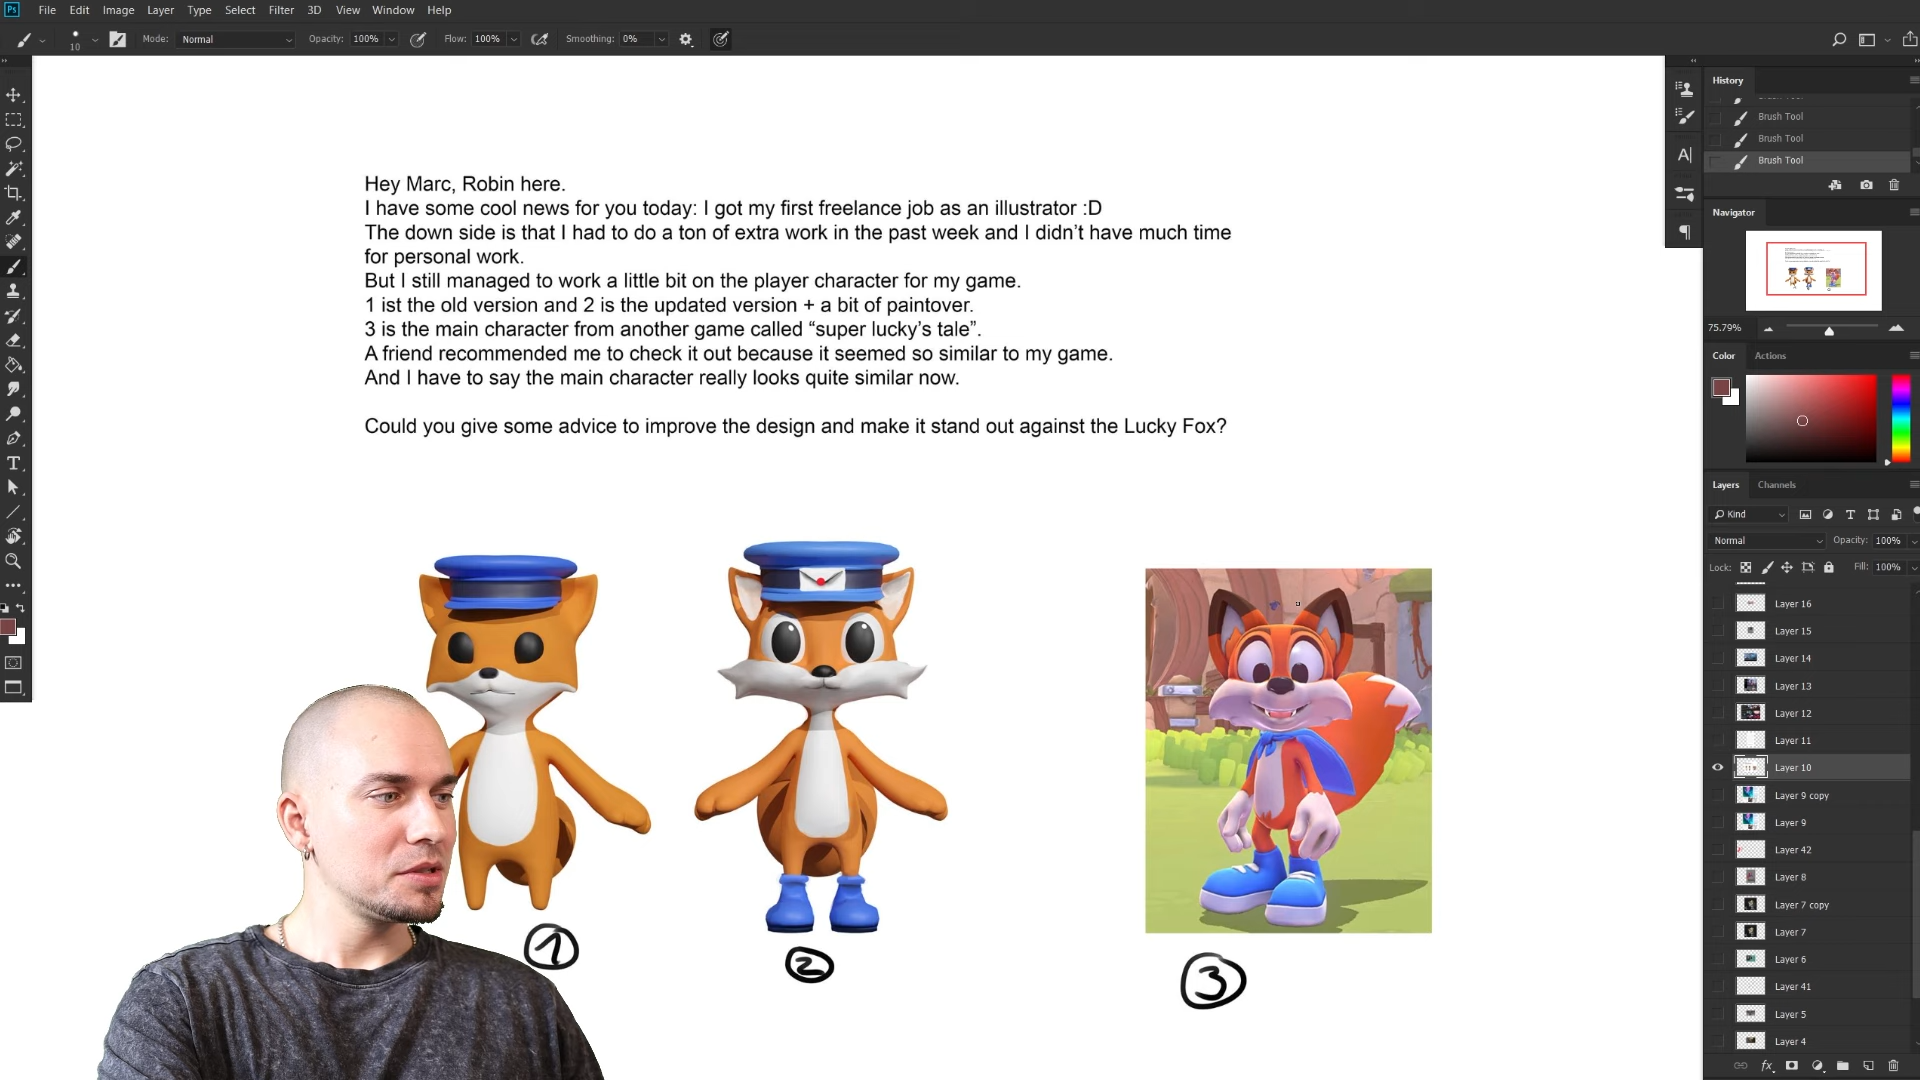 Ps File Edit Image Layer Type Select Filter 3D View Window Help
10 Mode: Normal Opacity: 100% Flow: 100% Smoothing: 0%
History
Brush Tool
Brush Tool
Brush Tool
Navigator
75.79%
Color Actions
Layers Channels
Kind
Normal Opacity: 100%
Lock: Fill: 100%
Layer 16
Layer 15
Layer 14
Layer 13
Layer 12
Layer 11
Layer 10
Layer 9 copy
Layer 9
Layer 42
Layer 8
Layer 7 copy
Layer 7
Layer 6
Layer 41
Layer 5
Layer 4
fx
Hey Marc, Robin here.
I have some cool news for you today: I got my first freelance job as an illustrator :D
The down side is that I had to do a ton of extra work in the past week and I didn’t have much time
for personal work.
But I still managed to work a little bit on the player character for my game.
1 ist the old version and 2 is the updated version + a bit of paintover.
3 is the main character from another game called “super lucky’s tale”.
A friend recommended me to check it out because it seemed so similar to my game.
And I have to say the main character really looks quite similar now.
Could you give some advice to improve the design and make it stand out against the Lucky Fox?
1
2
3